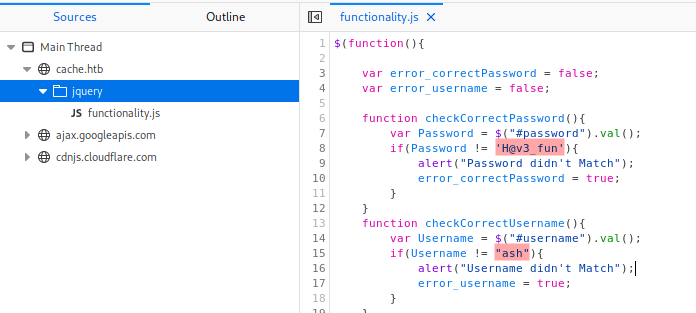 Sources Outline functionality.js
Main Thread
cache.htb
jquery
JS functionality.js
ajax.googleapis.com
cdnjs.cloudflare.com
1 $(function(){
2
3 var error_correctPassword = false;
4 var error_username = false;
5
6 function checkCorrectPassword(){
7 var Password = $("#password").val();
8 if(Password != 'H@v3_fun'){
9 alert("Password didn't Match");
10 error_correctPassword = true;
11 }
12 }
13 function checkCorrectUsername(){
14 var Username = $("#username").val();
15 if(Username != "ash"){
16 alert("Username didn't Match");
17 error_username = true;
18 }
19 }